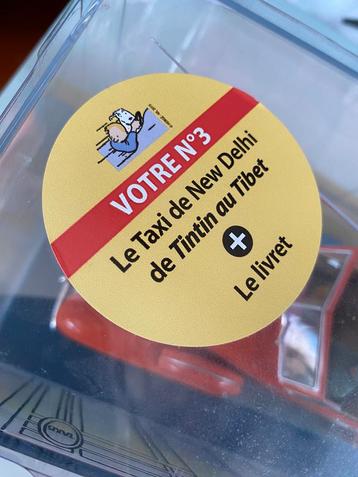 VOTRE N°3
Le Taxi de New Delhi
de Tintin au Tibet
+
Le livret